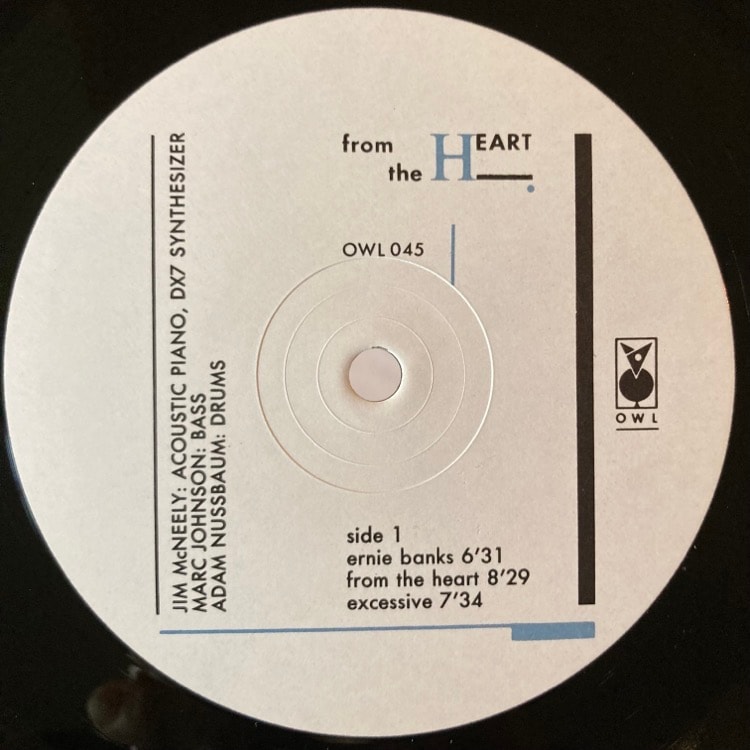 from
the HEART
OWL 045
JIM McNEELY: ACOUSTIC PIANO, DX7 SYNTHESIZER
MARC JOHNSON: BASS
ADAM NUSSBAUM: DRUMS
OWL
side 1
ernie banks 6'31
from the heart 8'29
excessive 7'34